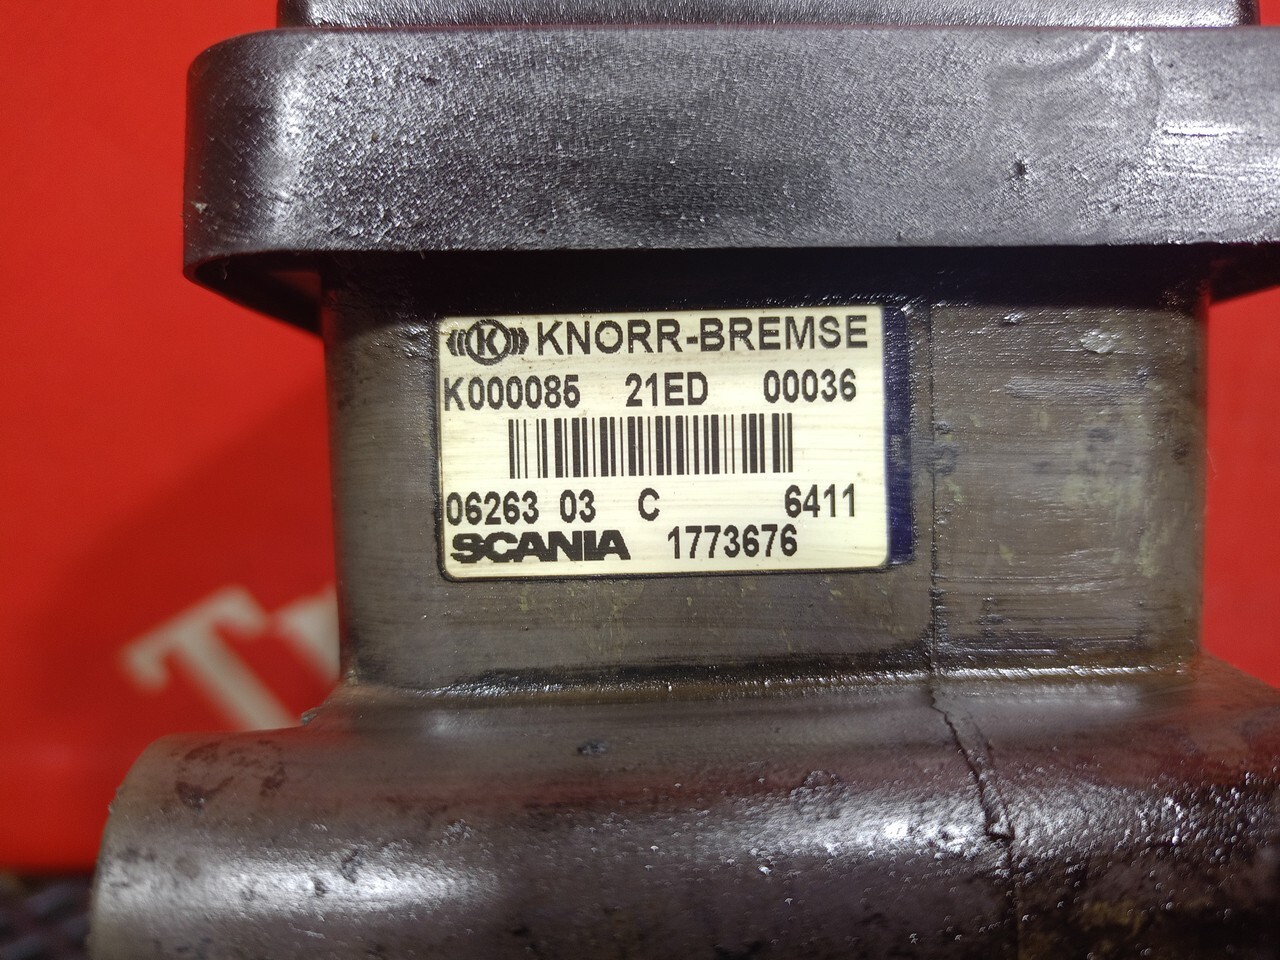 K KNORR-BREMSE
K000085 21ED 00036
06263 03 C 6411
SCANIA 1773676